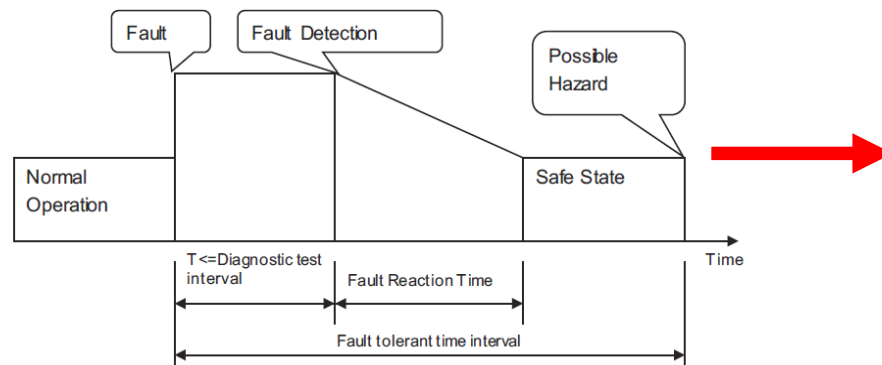 Fault
Fault Detection
Possible
Hazard
Normal
Operation
Safe State
Time
T<=Diagnostic test
interval
Fault Reaction Time
Fault tolerant time interval